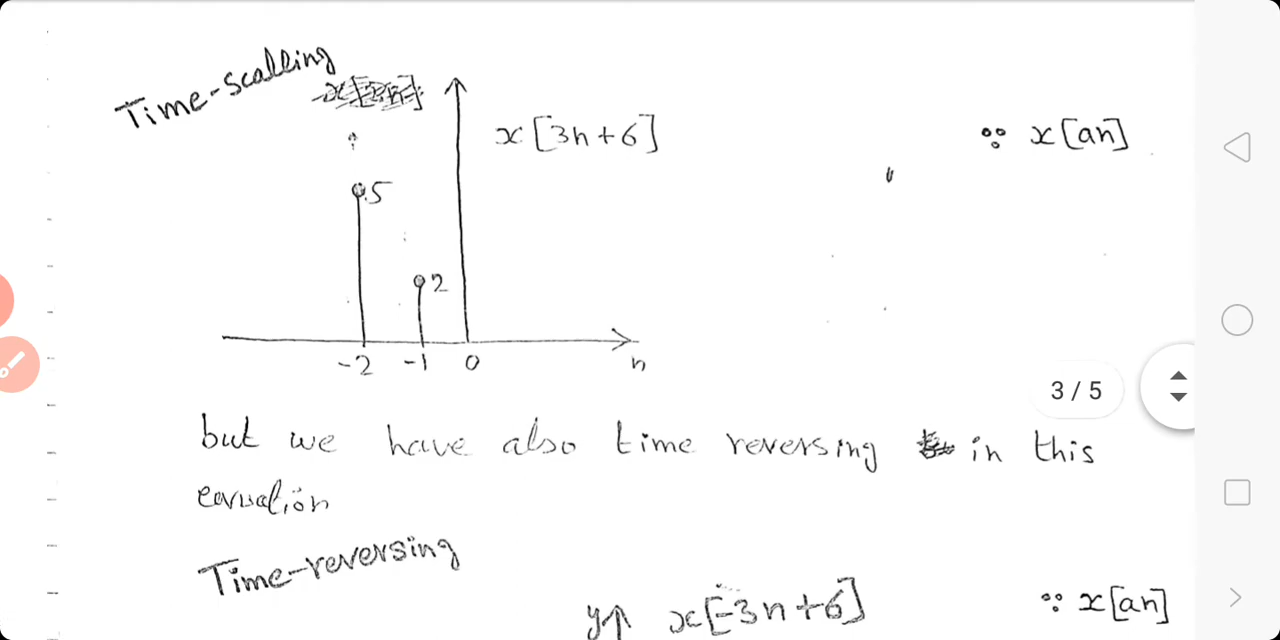 Time-scalling
x[3n+6]
∵ x[an]
5
2
-2 -1 0 n
3 / 5
but we have also time reversing in this
equation
Time-reversing
y x[-3n+6]
∵ x[an]